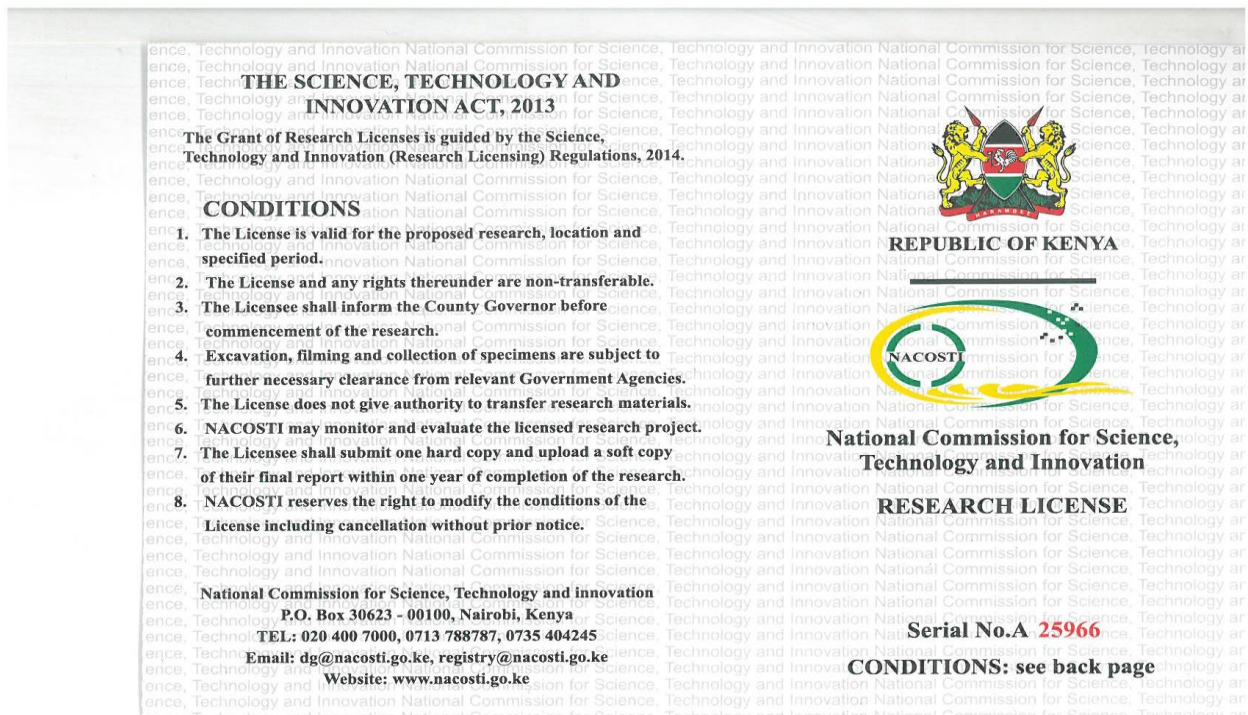 THE SCIENCE, TECHNOLOGY AND
INNOVATION ACT, 2013
The Grant of Research Licenses is guided by the Science,
Technology and Innovation (Research Licensing) Regulations, 2014.
CONDITIONS
1. The License is valid for the proposed research, location and
specified period.
2. The License and any rights thereunder are non-transferable.
3. The Licensee shall inform the County Governor before
commencement of the research.
4. Excavation, filming and collection of specimens are subject to
further necessary clearance from relevant Government Agencies.
5. The License does not give authority to transfer research materials.
6. NACOSTI may monitor and evaluate the licensed research project.
7. The Licensee shall submit one hard copy and upload a soft copy
of their final report within one year of completion of the research.
8. NACOSTI reserves the right to modify the conditions of the
License including cancellation without prior notice.
National Commission for Science, Technology and innovation
P.O. Box 30623 - 00100, Nairobi, Kenya
TEL: 020 400 7000, 0713 788787, 0735 404245
Email: dg@nacosti.go.ke, registry@nacosti.go.ke
Website: www.nacosti.go.ke
HARAMBEE
REPUBLIC OF KENYA
NACOSTI
National Commission for Science,
Technology and Innovation
RESEARCH LICENSE
Serial No.A 25966
CONDITIONS: see back page